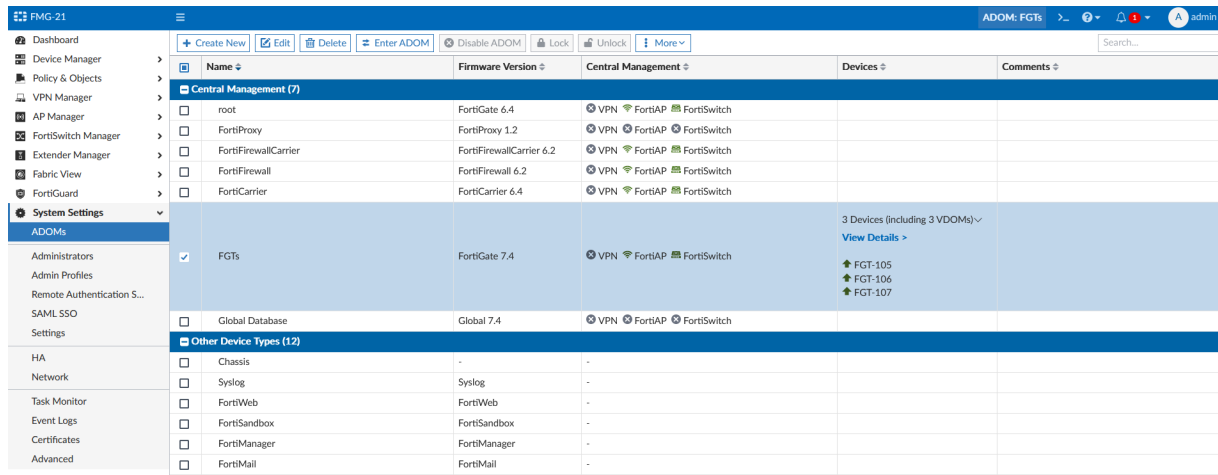 FMG-21
ADOM: FGTs
1
A
admin
Dashboard
Device Manager
Policy & Objects
VPN Manager
AP Manager
FortiSwitch Manager
Extender Manager
Fabric View
FortiGuard
System Settings
ADOMs
Administrators
Admin Profiles
Remote Authentication S...
SAML SSO
Settings
HA
Network
Task Monitor
Event Logs
Certificates
Advanced
+ Create New Edit Delete Enter ADOM Disable ADOM Lock Unlock More Search...
Name Firmware Version Central Management Devices Comments
Central Management (7)
root FortiGate 6.4 VPN FortiAP FortiSwitch
FortiProxy FortiProxy 1.2 VPN FortiAP FortiSwitch
FortiFirewallCarrier FortiFirewallCarrier 6.2 VPN FortiAP FortiSwitch
FortiFirewall FortiFirewall 6.2 VPN FortiAP FortiSwitch
FortiCarrier FortiCarrier 6.4 VPN FortiAP FortiSwitch
FGTs FortiGate 7.4 VPN FortiAP FortiSwitch
3 Devices (including 3 VDOMs)
View Details >
FGT-105
FGT-106
FGT-107
Global Database Global 7.4 VPN FortiAP FortiSwitch
Other Device Types (12)
Chassis - -
Syslog Syslog -
FortiWeb FortiWeb -
FortiSandbox FortiSandbox -
FortiManager FortiManager -
FortiMail FortiMail -